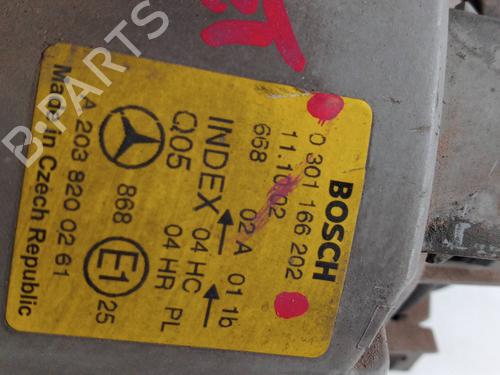 BOSCH
0 301 166 202
11.10.02
668 02 A 01 1b
INDEX 04 HC
Q05 04 HR PL
868 E1 25
A 203 820 02 61
Made in Czech Republic
B-PARTS